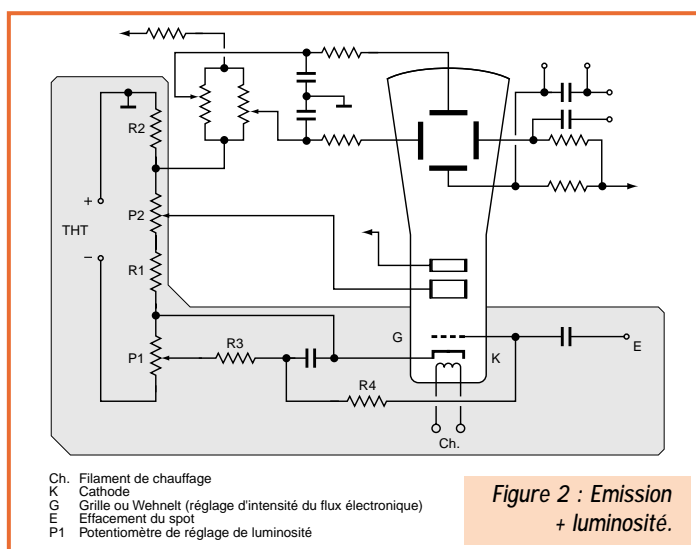 R2
+
THT
P2
–
R1
P1
R3
G
K
E
R4
Ch.
Ch. Filament de chauffage
K Cathode
G Grille ou Wehnelt (réglage d'intensité du flux électronique)
E Effacement du spot
P1 Potentiomètre de réglage de luminosité
Figure 2 : Emission
+ luminosité.